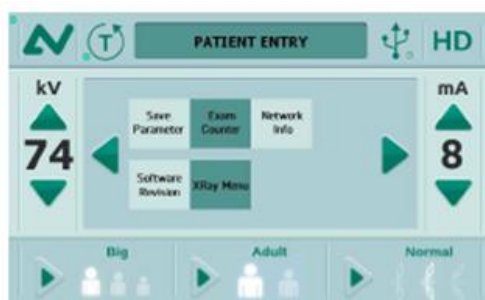 PATIENT ENTRY
HD
kV
mA
74
8
Save
Parameter
Exam
Counter
Network
Info
Software
Revision
XRay Menu
Big
Adult
Normal